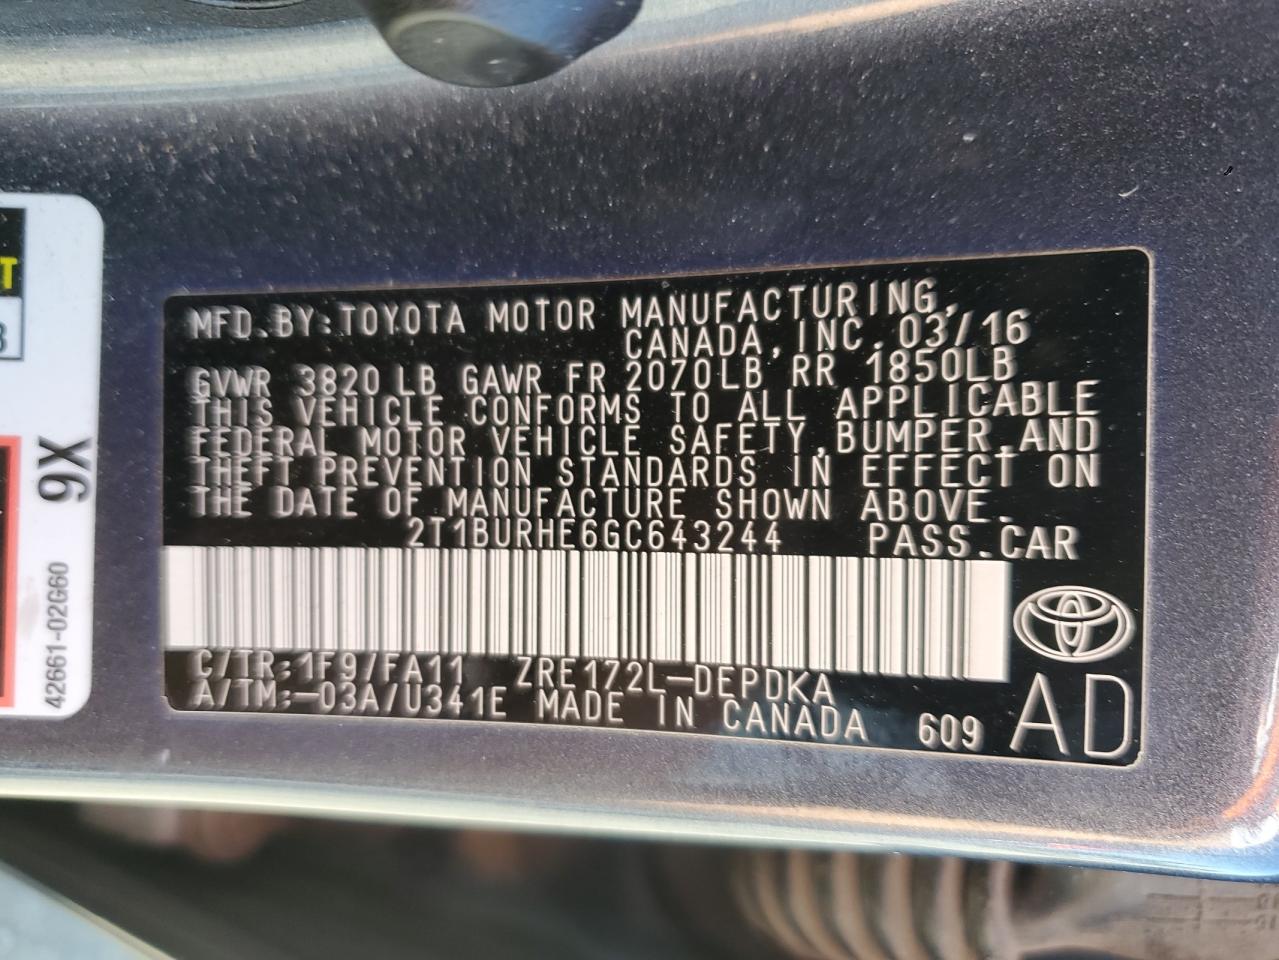 MFD.BY:TOYOTA MOTOR MANUFACTURING,
CANADA,INC.03/16
GVWR 3820LB GAWR FR 2070LB RR 1850LB
THIS VEHICLE CONFORMS TO ALL APPLICABLE
FEDERAL MOTOR VEHICLE SAFETY,BUMPER,AND
THEFT PREVENTION STANDARDS IN EFFECT ON
THE DATE OF MANUFACTURE SHOWN ABOVE.
2T1BURHE6GC643244 PASS.CAR
C/TR:1F9/FA11 ZRE172L-DEPDKA
A/TM:-03A/U341E MADE IN CANADA 609 AD
T
3
9X
42661-02G60